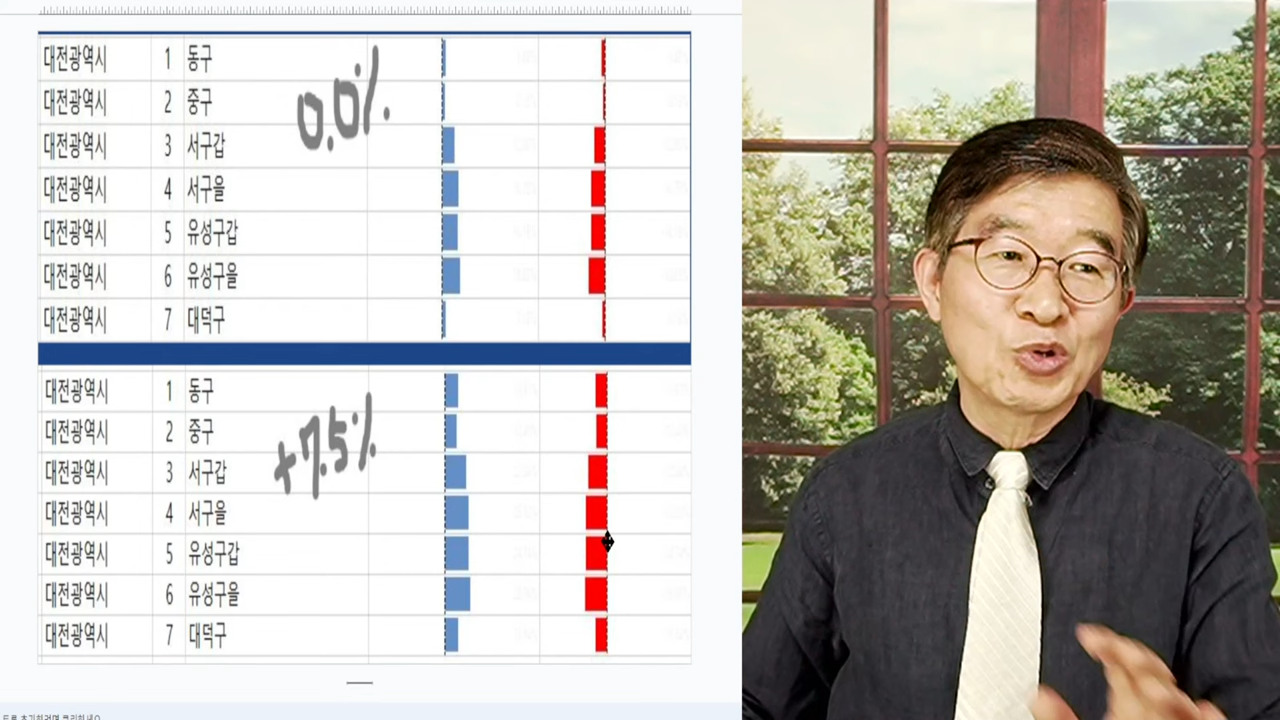 대전광역시 1 동구
대전광역시 2 중구
대전광역시 3 서구갑
대전광역시 4 서구을
대전광역시 5 유성구갑
대전광역시 6 유성구을
대전광역시 7 대덕구
0.0%
대전광역시 1 동구
대전광역시 2 중구
대전광역시 3 서구갑
대전광역시 4 서구을
대전광역시 5 유성구갑
대전광역시 6 유성구을
대전광역시 7 대덕구
+7.5%